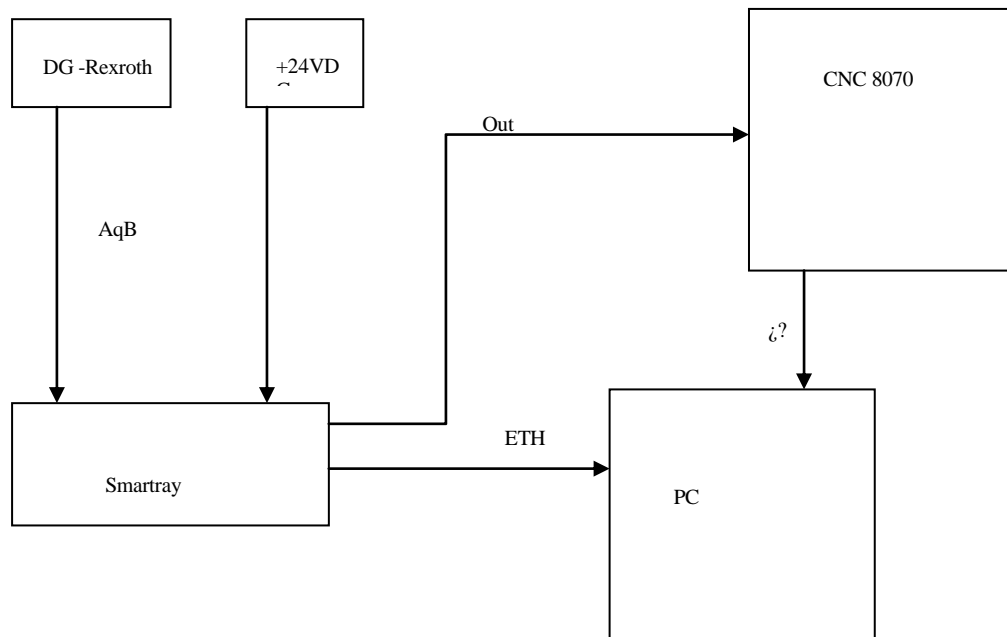 DG -Rexroth
+24VD
CNC 8070
Out
AqB
¿?
ETH
Smartray
PC